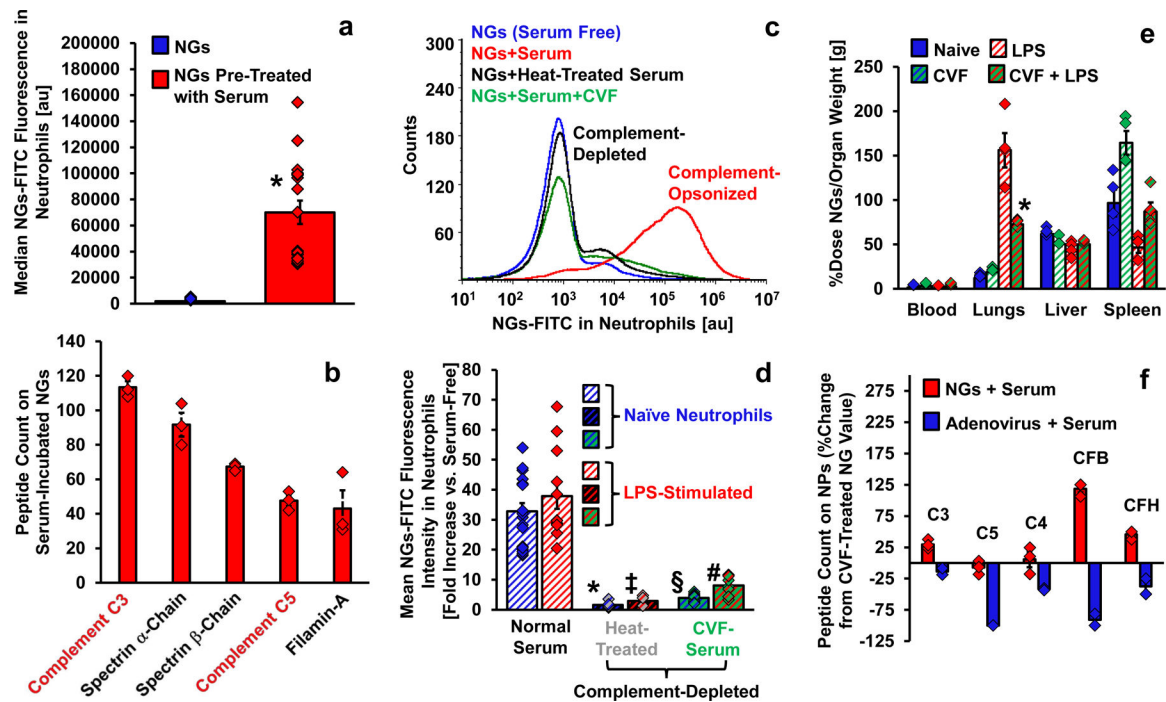 a
Median NGs-FITC Fluorescence in
Neutrophils [au]
200000
180000
160000
140000
120000
100000
80000
60000
40000
20000
0
NGs
NGs Pre-Treated
with Serum
*
b
Peptide Count on
Serum-Incubated NGs
140
120
100
80
60
40
20
0
Complement C3
Spectrin α-Chain
Spectrin β-Chain
Complement C5
Filamin-A
c
NGs (Serum Free)
NGs+Serum
NGs+Heat-Treated Serum
NGs+Serum+CVF
Counts
300
240
180
120
60
Complement-
Depleted
Complement-
Opsonized
10¹ 10² 10³ 10⁴ 10⁵ 10⁶ 10⁷
NGs-FITC in Neutrophils [au]
d
Mean NGs-FITC Fluorescence
Intensity in Neutrophils
[Fold Increase vs. Serum-Free]
80
70
60
50
40
30
20
10
0
Naïve Neutrophils
LPS-Stimulated
* ‡ § #
Normal
Serum
Heat-
Treated
CVF-
Serum
Complement-Depleted
e
%Dose NGs/Organ Weight [g]
Naive LPS
CVF CVF + LPS
250
200
150
100
50
0
*
Blood Lungs Liver Spleen
f
Peptide Count on NPs (%Change
from CVF-Treated NG Value)
275
225
175
125
75
25
-25
-75
-125
NGs + Serum
Adenovirus + Serum
C3 C5 C4 CFB CFH